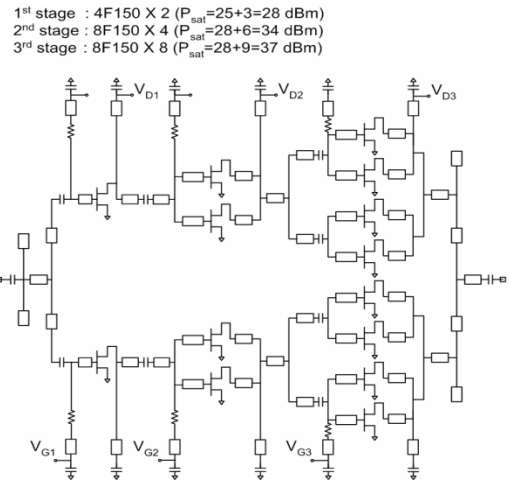 1st stage : 4F150 X 2 (Psat=25+3=28 dBm)
2nd stage : 8F150 X 4 (Psat=28+6=34 dBm)
3rd stage : 8F150 X 8 (Psat=28+9=37 dBm)
VD1 VD2 VD3
VG1 VG2 VG3